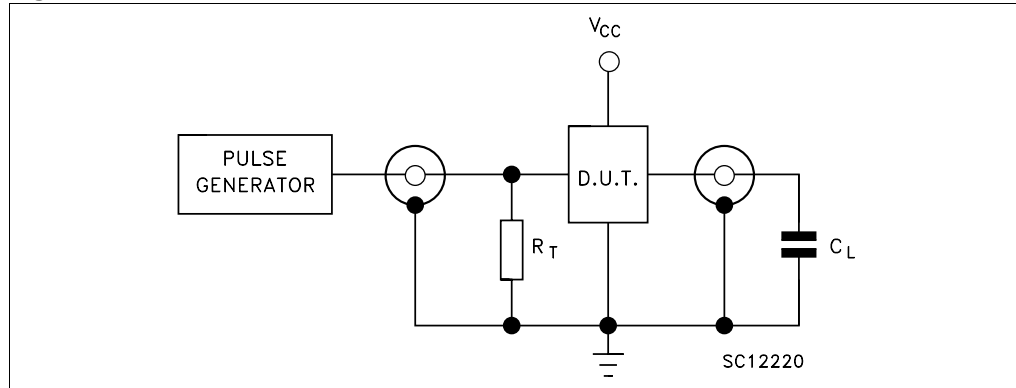 VCC
PULSE
GENERATOR
D.U.T.
RT
CL
SC12220